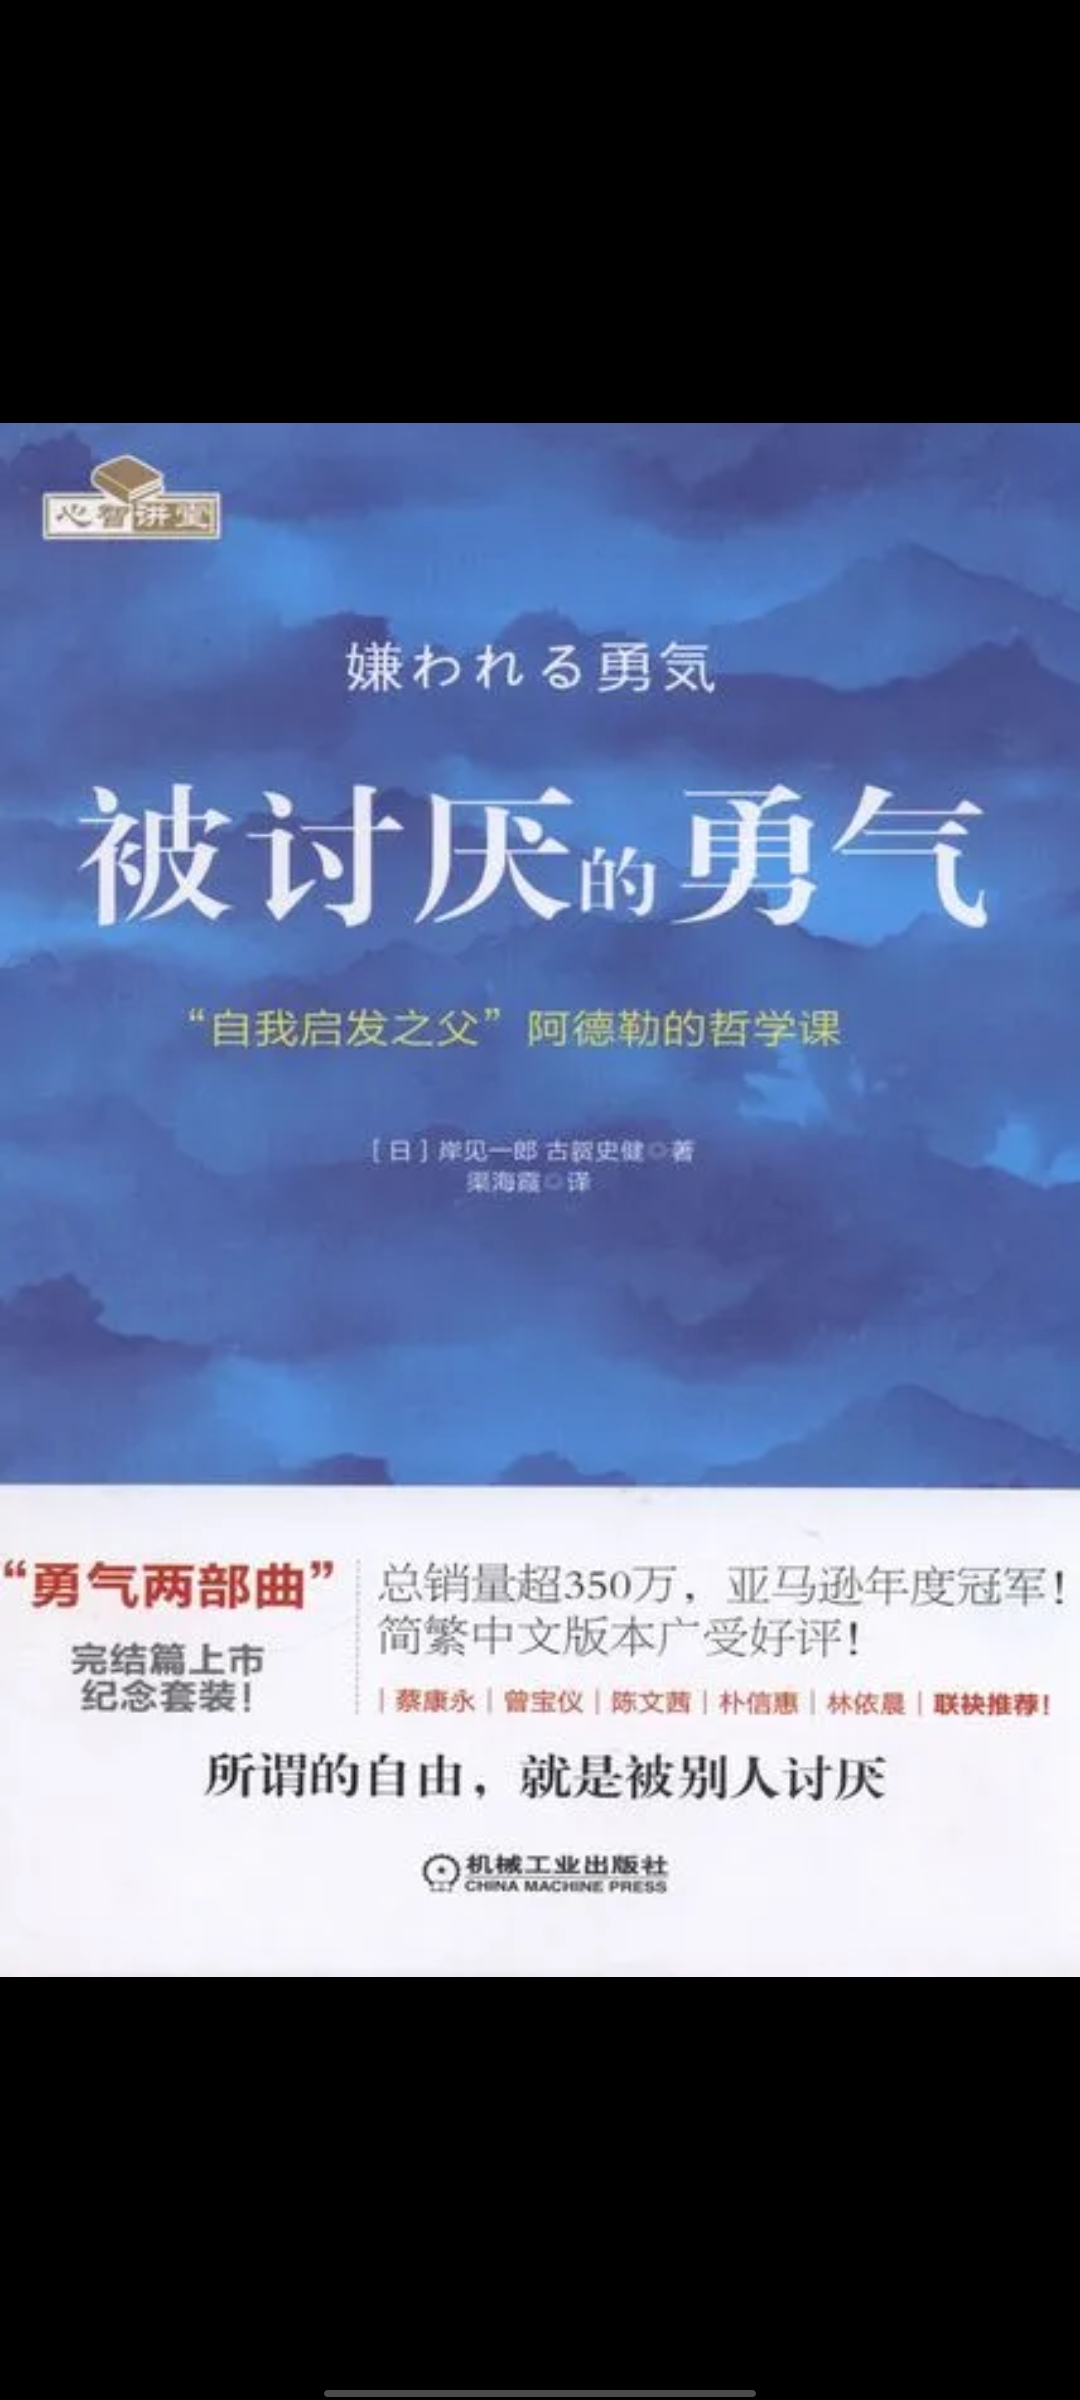 心智讲堂
嫌われる勇気
被讨厌的勇气
“自我启发之父”阿德勒的哲学课
［日］岸见一郎 古贺史健◎著
渠海霞◎译
“勇气两部曲”
完结篇上市
纪念套装！
总销量超350万，亚马逊年度冠军！
简繁中文版本广受好评！
|蔡康永|曾宝仪|陈文茜|朴信惠|林依晨|联袂推荐！
所谓的自由，就是被别人讨厌
机械工业出版社
CHINA MACHINE PRESS